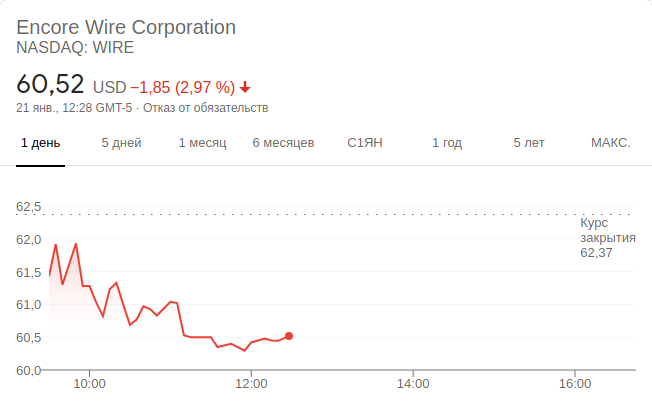 Encore Wire Corporation
NASDAQ: WIRE
60,52 USD −1,85 (2,97 %)
21 янв., 12:28 GMT-5 · Отказ от обязательств
1 день 5 дней 1 месяц 6 месяцев С1ЯН 1 год 5 лет МАКС.
62,5
Курс
закрытия
62,37
62,0
61,5
61,0
60,5
60,0
10:00 12:00 14:00 16:00